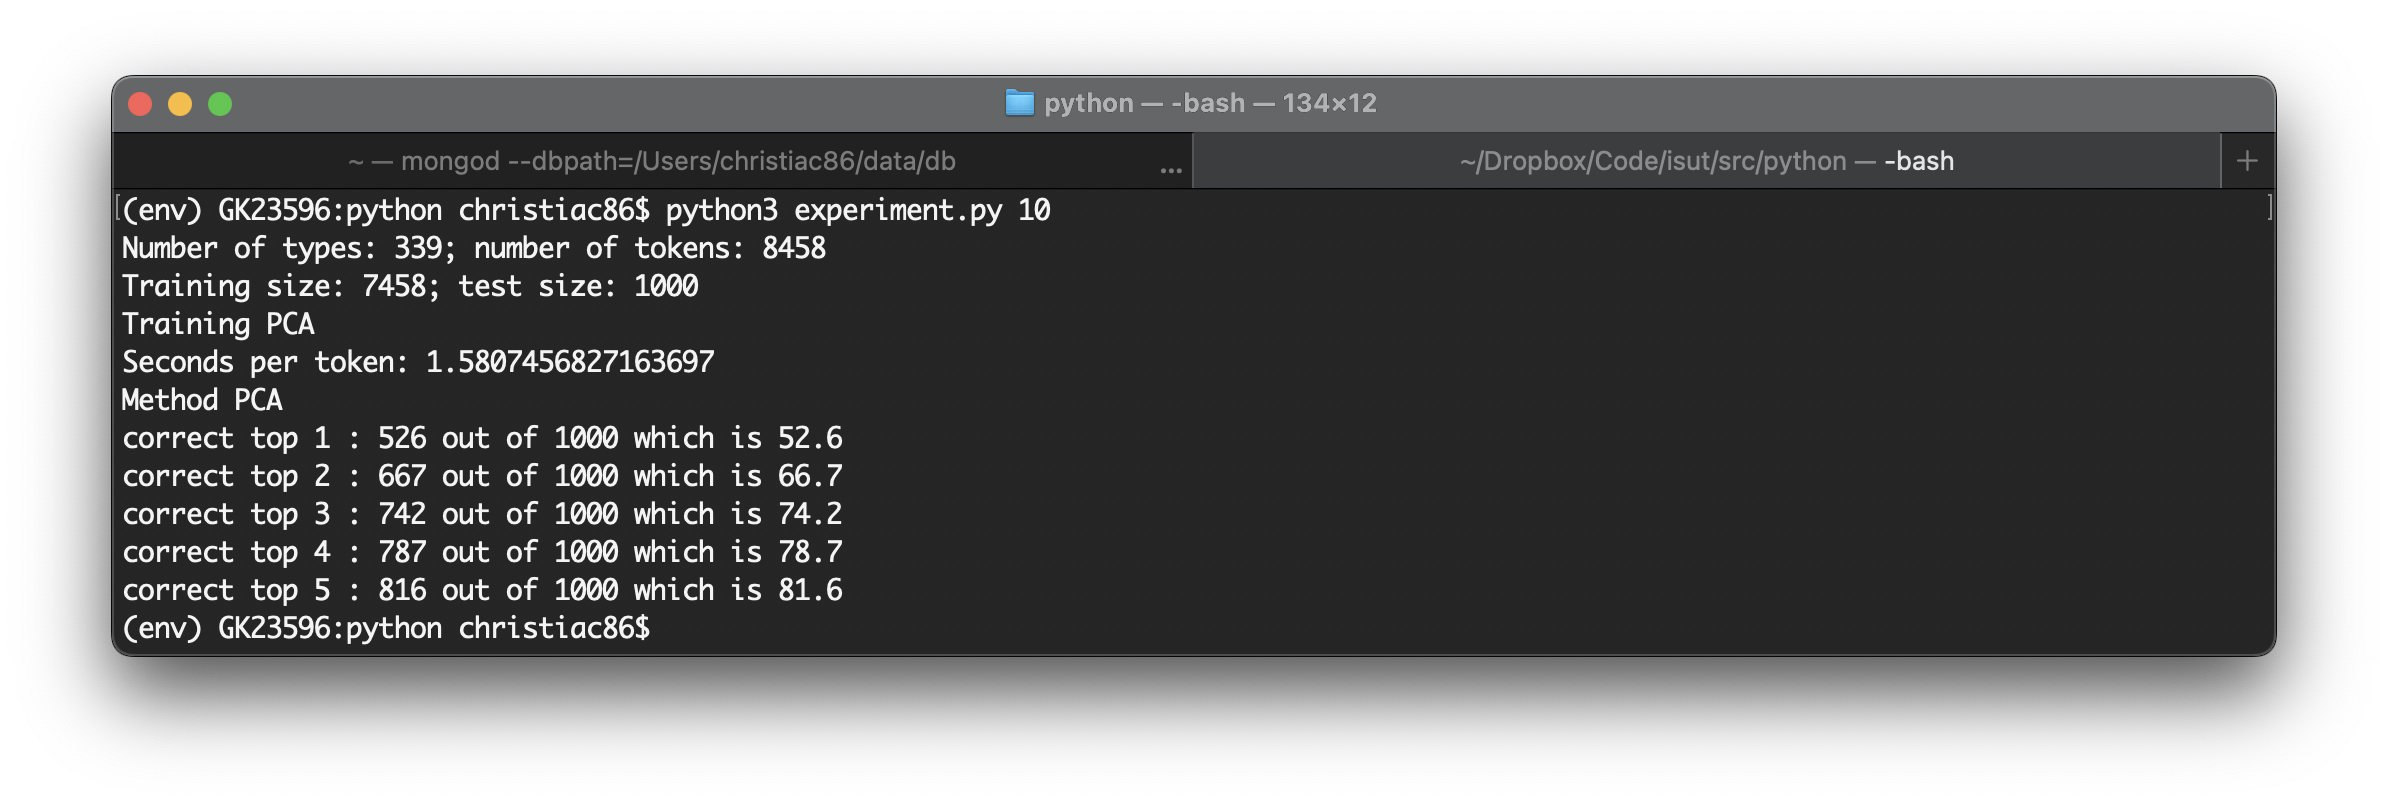 python — -bash — 134×12
~ — mongod --dbpath=/Users/christiac86/data/db ...
~/Dropbox/Code/isut/src/python — -bash
(env) GK23596:python christiac86$ python3 experiment.py 10
Number of types: 339; number of tokens: 8458
Training size: 7458; test size: 1000
Training PCA
Seconds per token: 1.5807456827163697
Method PCA
correct top 1 : 526 out of 1000 which is 52.6
correct top 2 : 667 out of 1000 which is 66.7
correct top 3 : 742 out of 1000 which is 74.2
correct top 4 : 787 out of 1000 which is 78.7
correct top 5 : 816 out of 1000 which is 81.6
(env) GK23596:python christiac86$